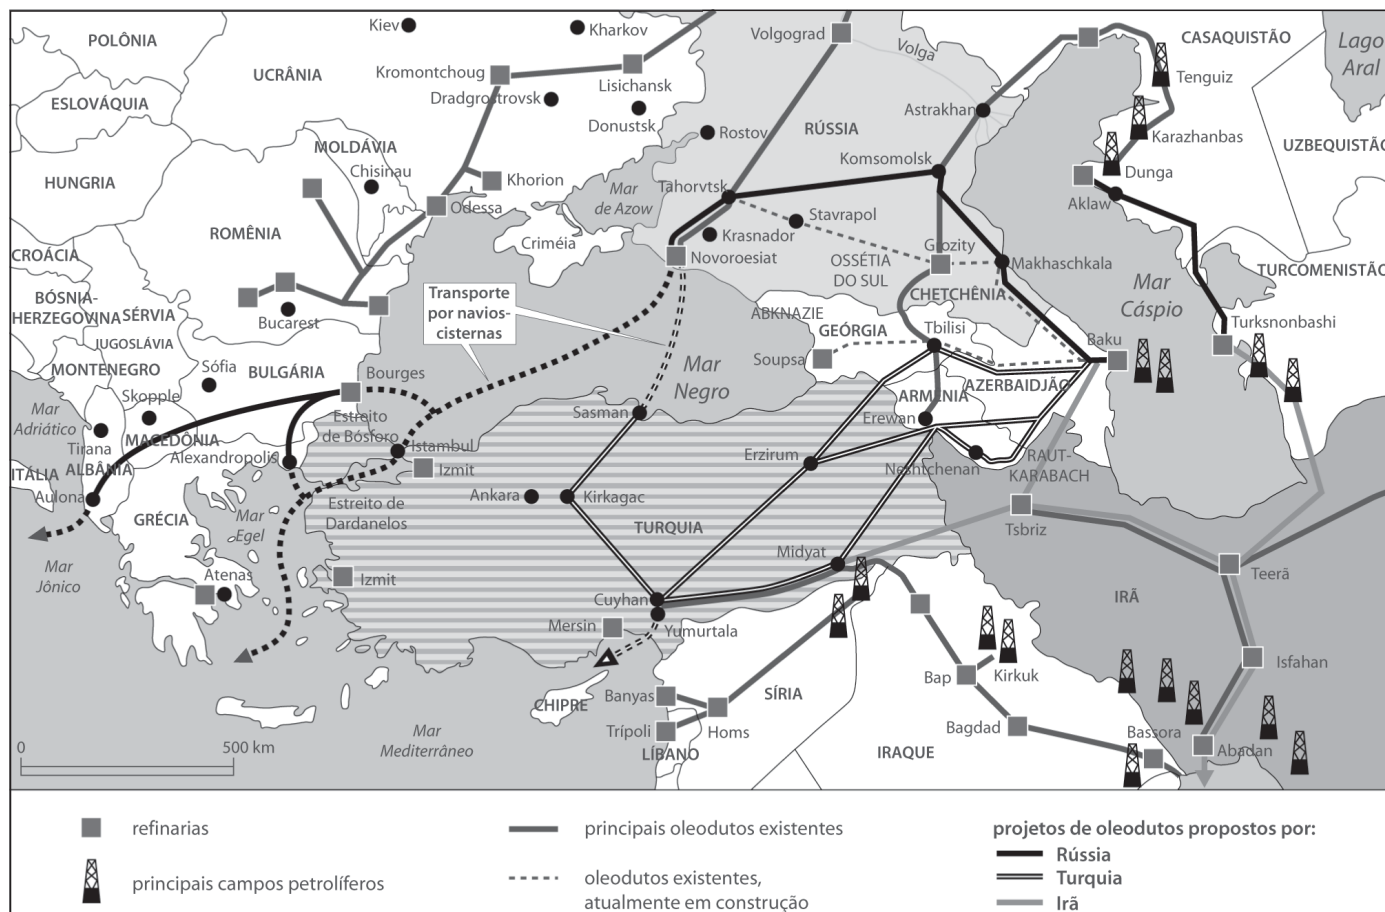 Kiev
Kharkov
Volgograd
Volga
CASAQUISTÃO
Lago
Aral
POLÔNIA
UCRÂNIA
Kromontchoug
Lisichansk
Tenguiz
ESLOVÁQUIA
Dradgrostrovsk
Donustsk
Rostov
RÚSSIA
Astrakhan
Karazhanbas
UZBEQUISTÃO
MOLDÁVIA
Chisinau
HUNGRIA
Khorion
Mar
de Azow
Tahorvtsk
Komsomolsk
Dunga
Aklaw
Odessa
Stavrapol
ROMÊNIA
Criméia
Krasnador
Novoroesiat
OSSÉTIA
DO SUL
Grozity
Makhaschkala
CROÁCIA
TURCOMENISTÃO
BÓSNIA-
HERZEGOVINA
SÉRVIA
JUGOSLÁVIA
Bucarest
Transporte
por navios-
cisternas
ABKNAZIE
CHETCHÊNIA
Mar
Cáspio
GEÓRGIA
Tbilisi
Turksnonbashi
MONTENEGRO
Sófia
BULGÁRIA
Bourges
Mar
Negro
Soupsa
Baku
Skopple
AZERBAIDJÃO
ARMÊNIA
Mar
Adriático
Estreito
de Bósforo
Sasman
Erewan
Tirana
MACEDÔNIA
Alexandropolis
Istambul
ITÁLIA
ALBÂNIA
Izmit
Erzirum
Neshtchenan
RAUT-
KARABACH
Aulona
Ankara
Kirkagac
GRÉCIA
Mar
Egel
Estreito de
Dardanelos
TURQUIA
Tsbriz
Mar
Jônico
Atenas
Izmit
Midyat
Teerã
Cuyhan
IRÃ
Mersin
Yumurtala
Isfahan
CHIPRE
Banyas
SÍRIA
Bap
Kirkuk
Mar
Mediterrâneo
Trípoli
Homs
LÍBANO
Bagdad
IRAQUE
Bassora
Abadan
0
500 km
refinarias
principais oleodutos existentes
projetos de oleodutos propostos por:
Rússia
principais campos petrolíferos
oleodutos existentes,
atualmente em construção
Turquia
Irã